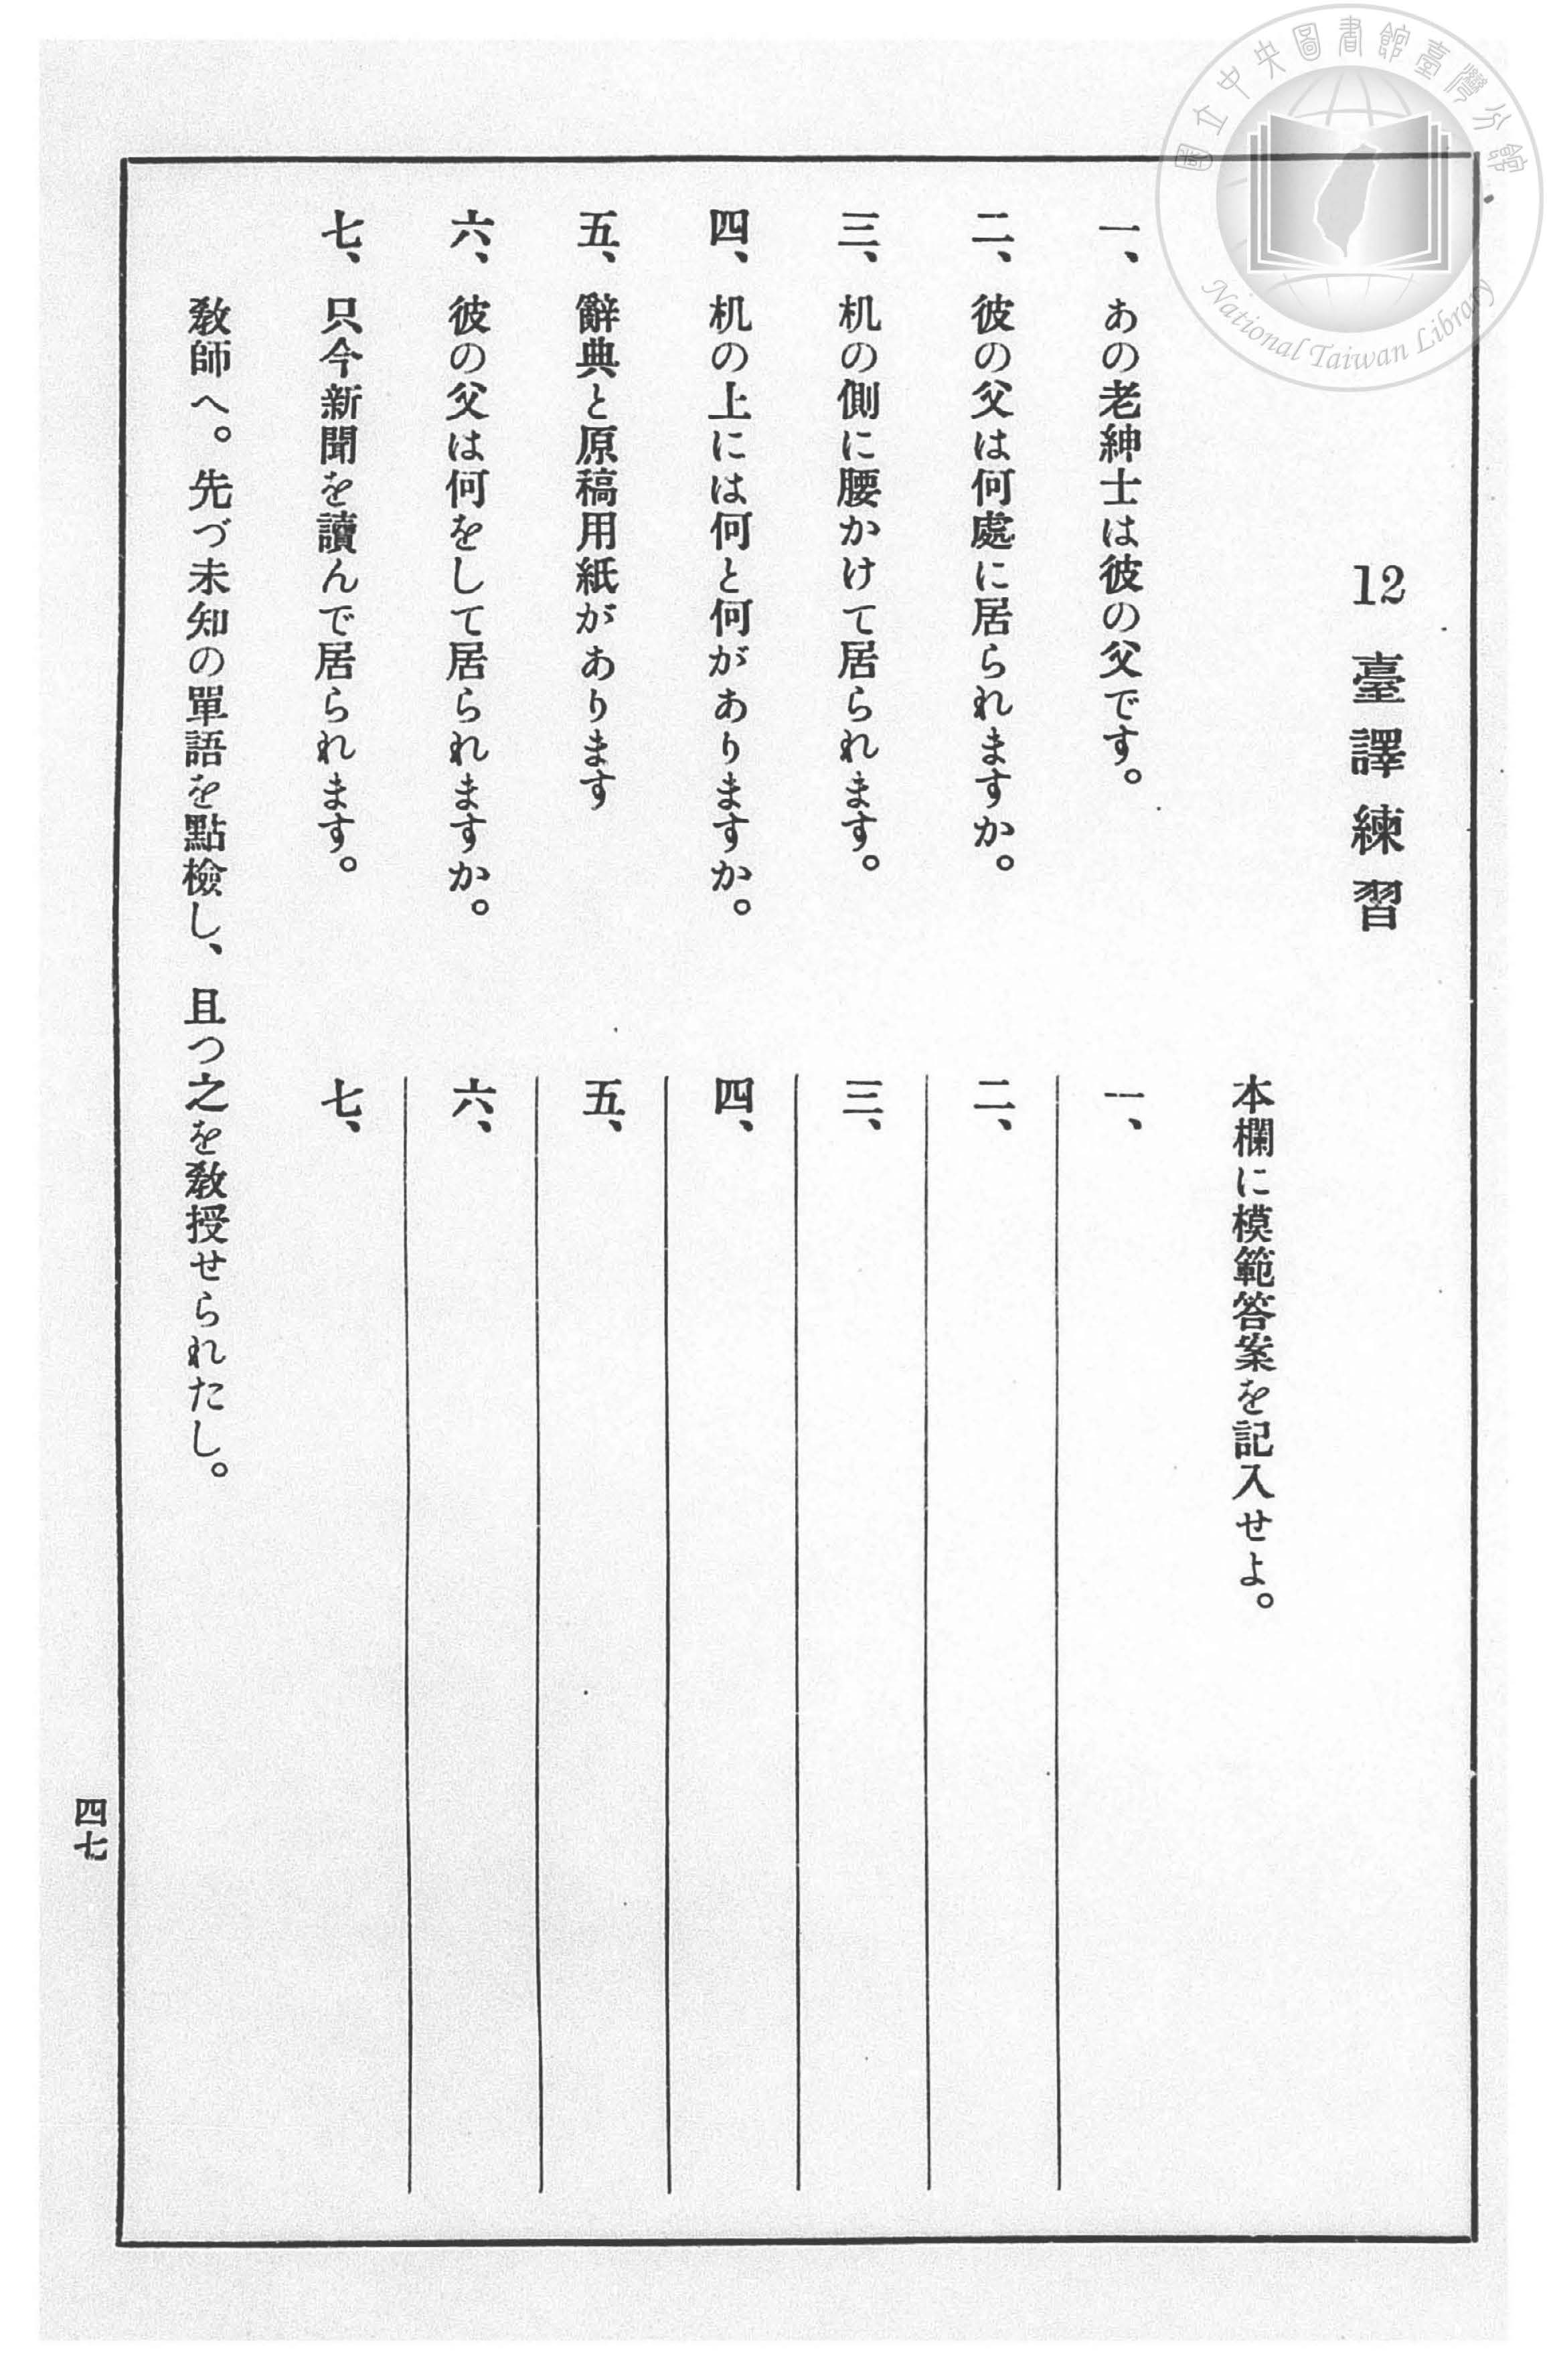 國立中央圖書館臺灣分館
National Taiwan Library
12 臺譯練習
本欄に模範答案を記入せよ。
一、あの老紳士は彼の父です。
二、彼の父は何處に居られますか。
三、机の側に腰かけて居られます。
四、机の上には何と何がありますか。
五、辭典と原稿用紙があります
六、彼の父は何をして居られますか。
七、只今新聞を讀んで居られます。
一、
二、
三、
四、
五、
六、
七、
教師へ。先づ未知の單語を點檢し、且つ之を教授せられたし。
四七